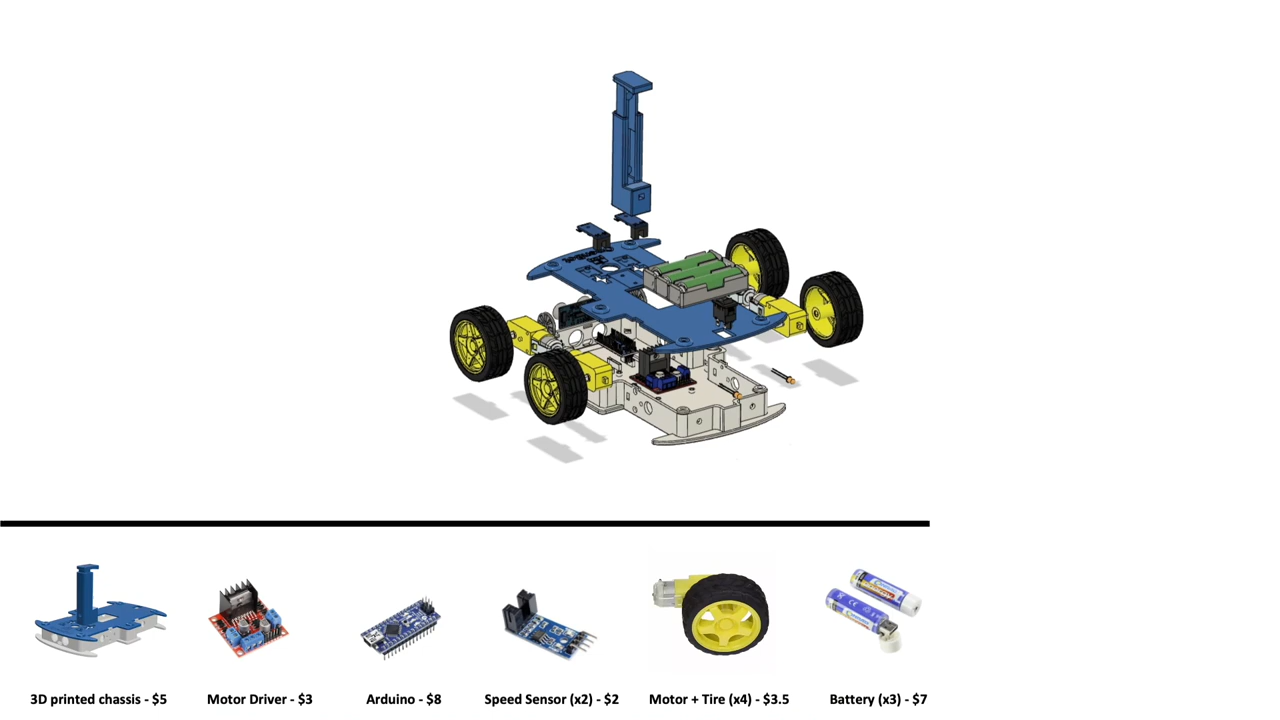 3D printed chassis - $5
Motor Driver - $3
Arduino - $8
Speed Sensor (x2) - $2
Motor + Tire (x4) - $3.5
Battery (x3) - $7